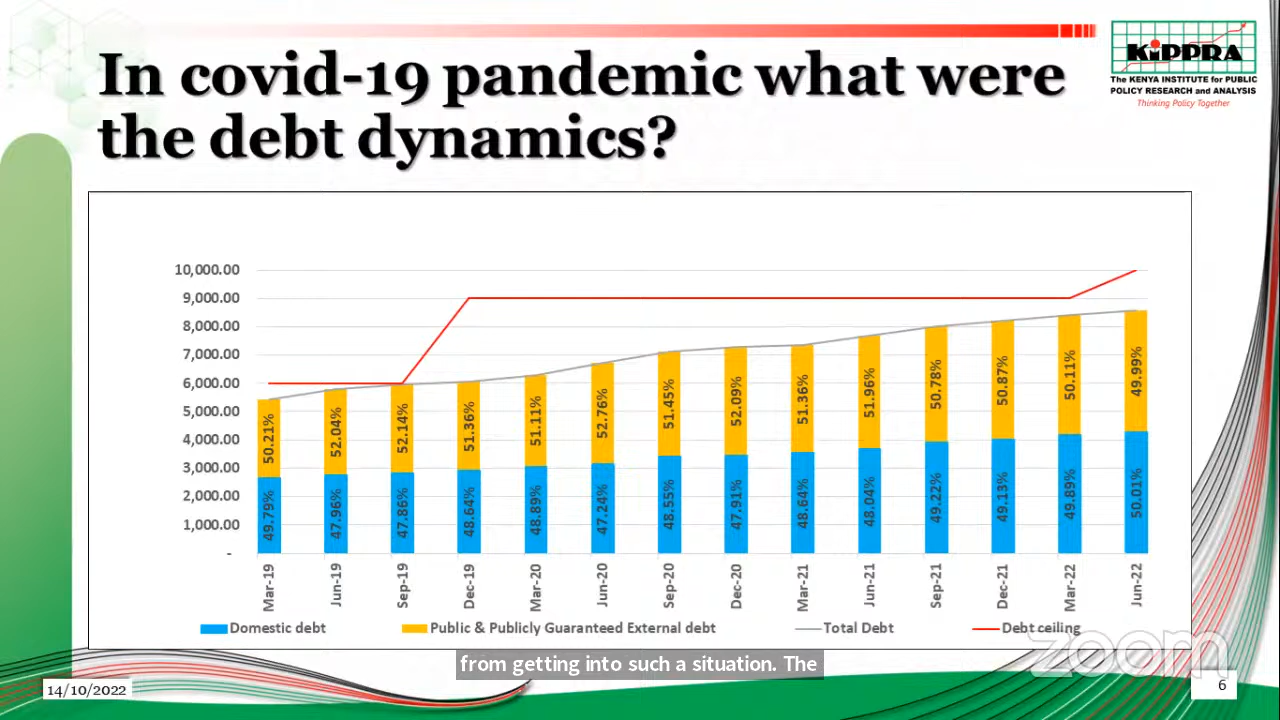 In covid-19 pandemic what were
the debt dynamics?
KIPPRA
The KENYA INSTITUTE for PUBLIC
POLICY RESEARCH and ANALYSIS
Thinking Policy Together
10,000.00
9,000.00
8,000.00
7,000.00
6,000.00
5,000.00
4,000.00
3,000.00
2,000.00
1,000.00
-
50.21% 52.04% 52.14% 51.36% 51.11% 52.76% 51.45% 52.09% 51.36% 51.96% 50.78% 50.87% 50.11% 49.99%
49.79% 47.96% 47.86% 48.64% 48.89% 47.24% 48.55% 47.91% 48.64% 48.04% 49.22% 49.13% 49.89% 50.01%
Mar-19 Jun-19 Sep-19 Dec-19 Mar-20 Jun-20 Sep-20 Dec-20 Mar-21 Jun-21 Sep-21 Dec-21 Mar-22 Jun-22
Domestic debt Public & Publicly Guaranteed External debt Total Debt Debt ceiling
zoom
from getting into such a situation. The
14/10/2022
6